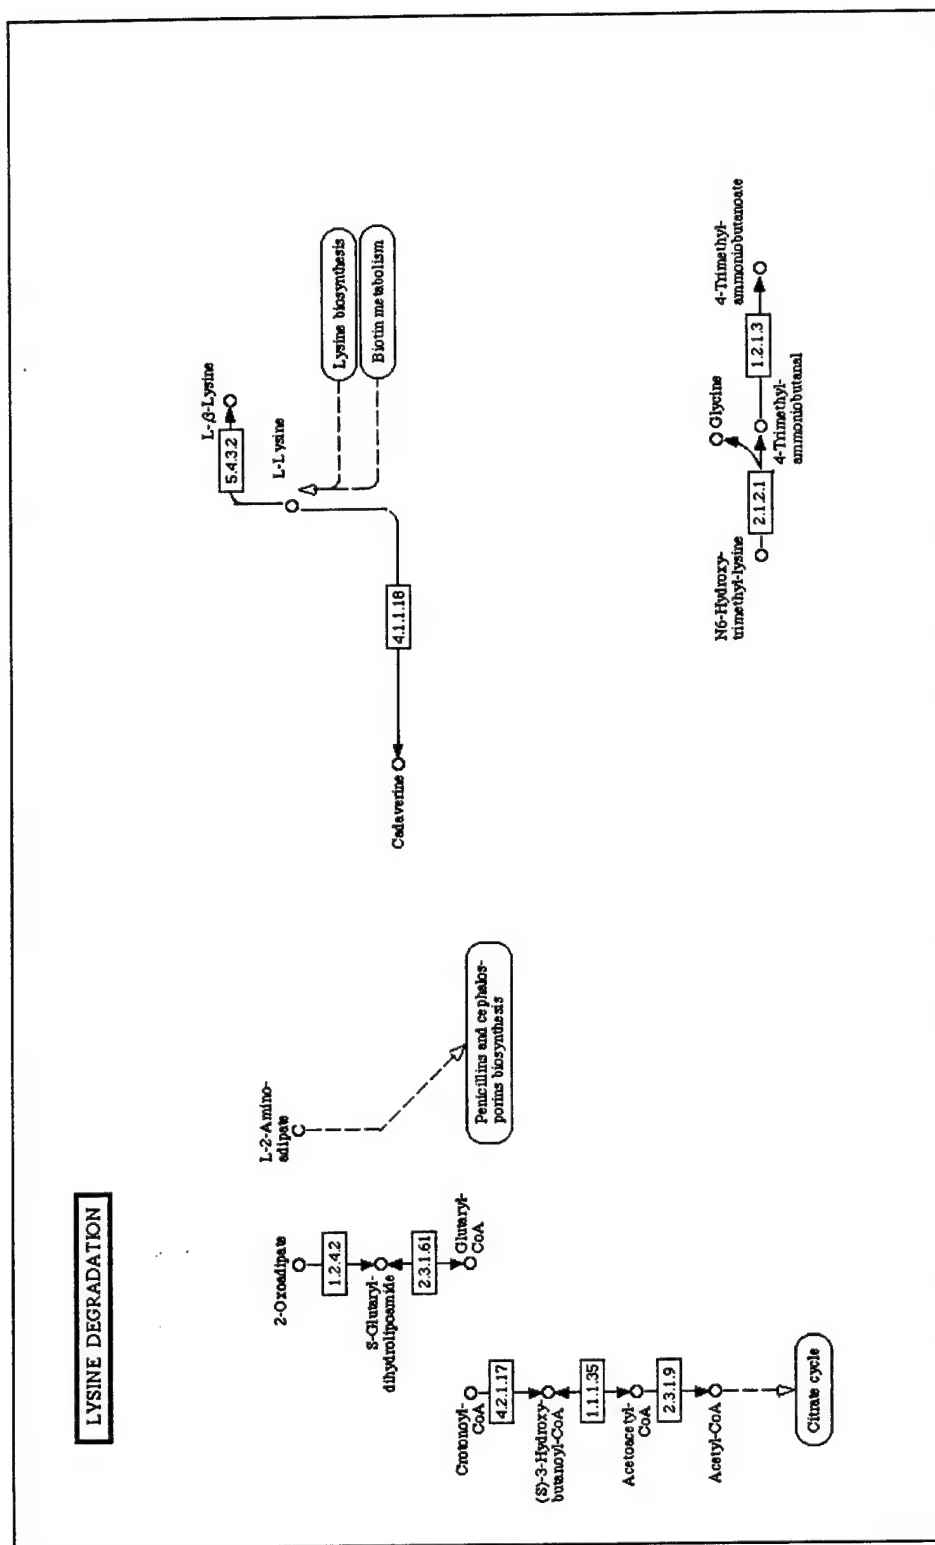 LYSINE DEGRADATION
2-Oxoadipate
1.2.4.2
S-Glutaryl-
dihydrolipoamide
2.3.1.61
Glutaryl-
CoA
Crotonoyl-
CoA
4.2.1.17
(S)-3-Hydroxy-
butanoyl-CoA
1.1.1.35
Acetoacetyl-
CoA
2.3.1.9
Acetyl-CoA
Citrate cycle
L-2-Amino-
adipate
Penicillins and cephalos-
porins biosynthesis
L-β-Lysine
5.4.3.2
L-Lysine
Lysine biosynthesis
Biotin metabolism
4.1.1.18
Cadaverine
N6-Hydroxy-
trimethyl-lysine
2.1.2.1
Glycine
4-Trimethyl-
ammoniobutanal
1.2.1.3
4-Trimethyl-
ammoniobutanoate